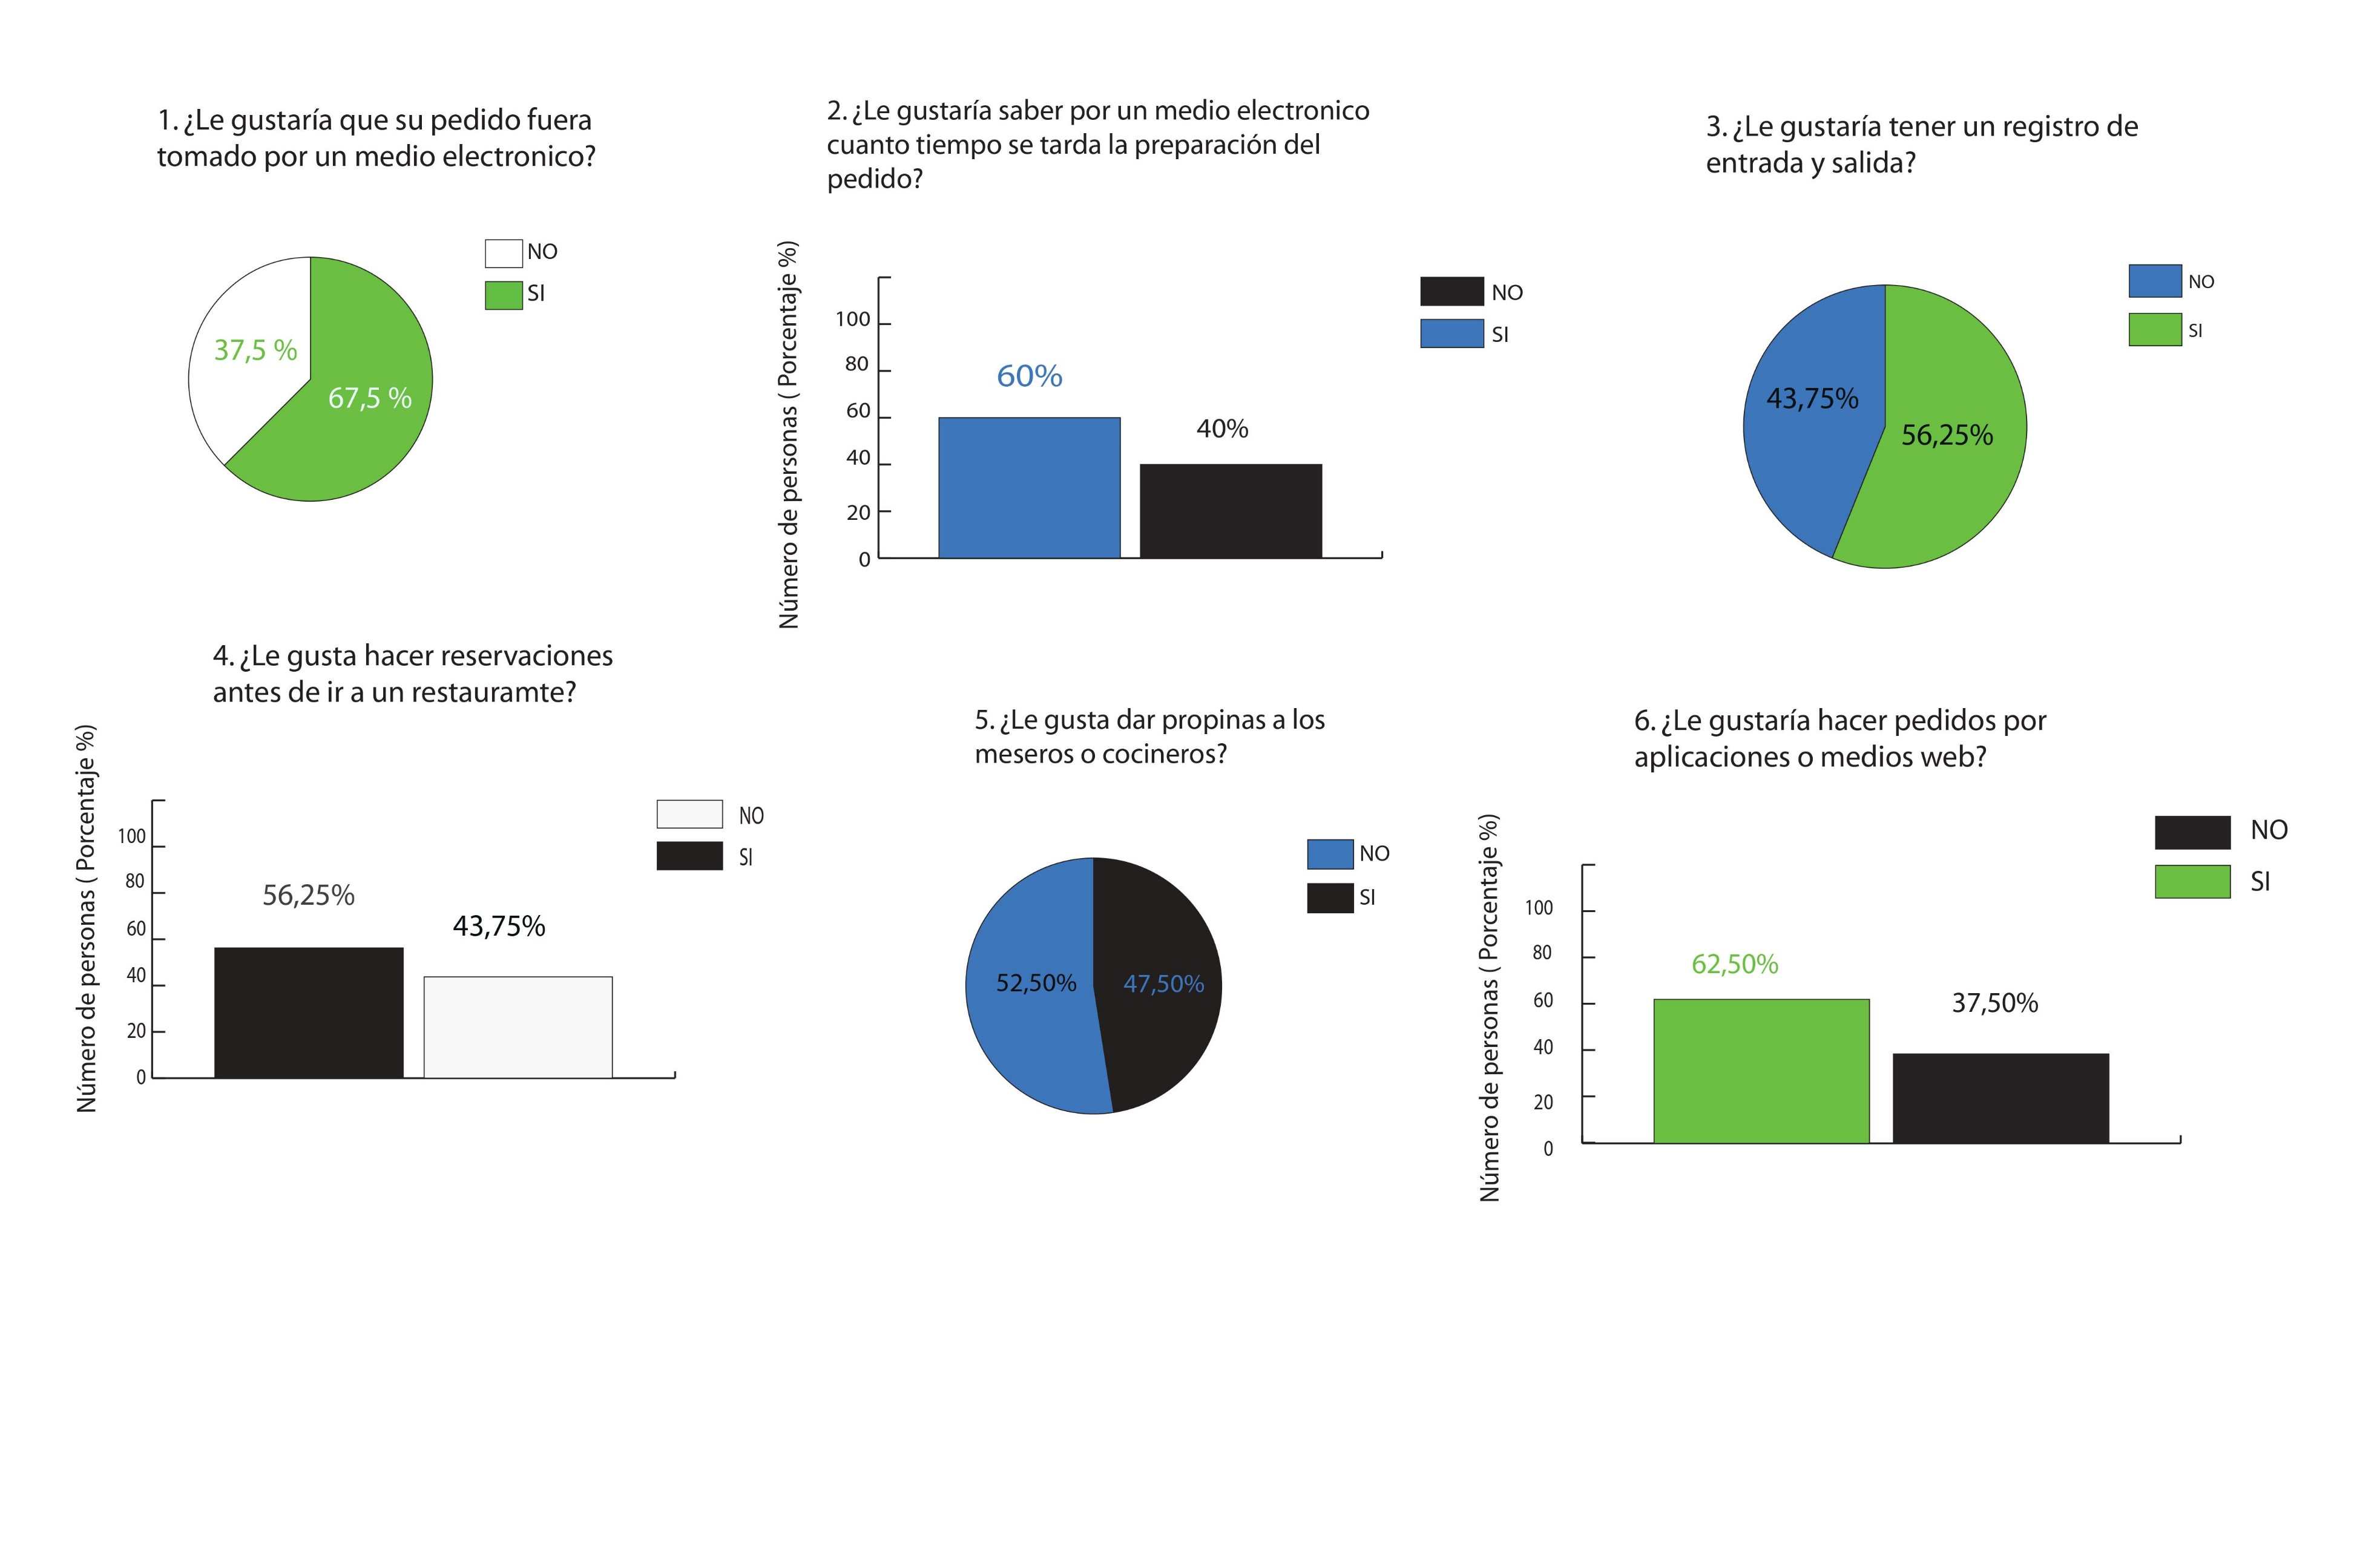 1. ¿Le gustaría que su pedido fuera
tomado por un medio electronico?
NO
SI
37,5 %
67,5 %
2. ¿Le gustaría saber por un medio electronico
cuanto tiempo se tarda la preparación del
pedido?
Número de personas ( Porcentaje %)
100
80
60
40
20
0
60%
40%
NO
SI
3. ¿Le gustaría tener un registro de
entrada y salida?
NO
SI
43,75%
56,25%
4. ¿Le gusta hacer reservaciones
antes de ir a un restauramte?
Número de personas ( Porcentaje %)
100
80
60
40
20
0
56,25%
43,75%
NO
SI
5. ¿Le gusta dar propinas a los
meseros o cocineros?
NO
SI
52,50%
47,50%
6. ¿Le gustaría hacer pedidos por
aplicaciones o medios web?
Número de personas ( Porcentaje %)
100
80
60
40
20
0
62,50%
37,50%
NO
SI